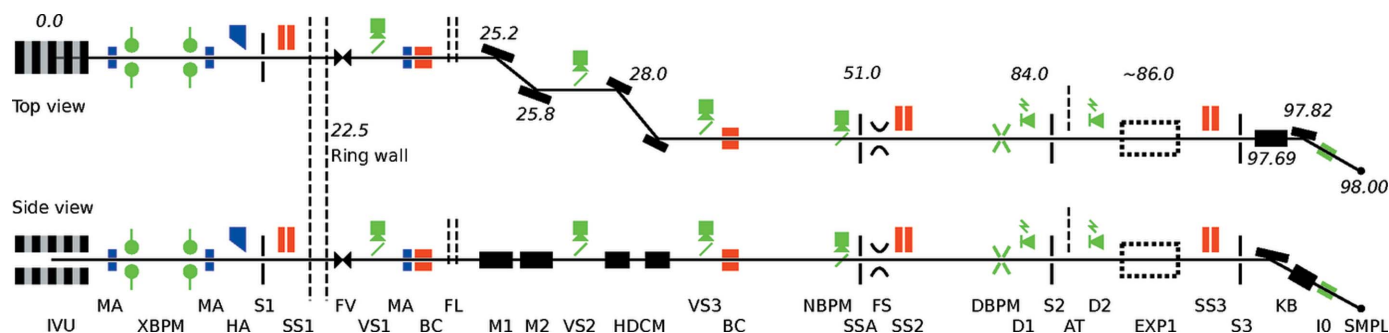 0.0
25.2
25.8
28.0
51.0
84.0
~86.0
97.82
97.69
98.00
Top view
22.5
Ring wall
Side view
MA
MA
S1
FV
MA
FL
VS3
NBPM
FS
DBPM
S2
D2
SS3
KB
IVU
XBPM
HA
SS1
VS1
BC
M1
M2
VS2
HDCM
BC
SSA
SS2
D1
AT
EXP1
S3
I0
SMPL